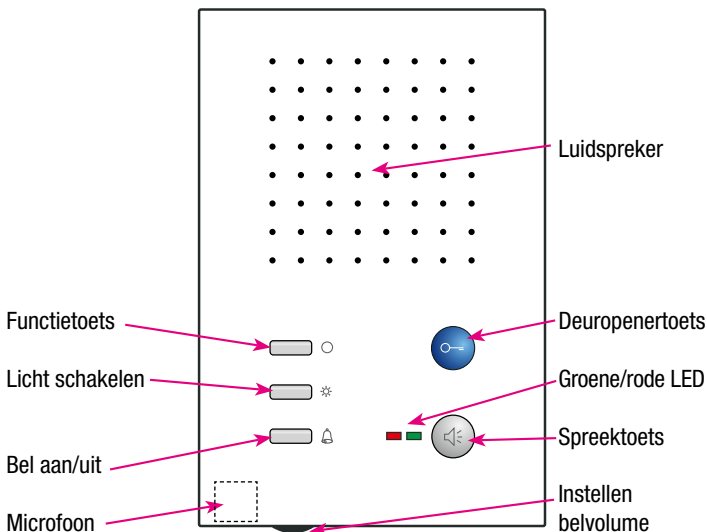 Luidspreker
Functietoets
Deuropenertoets
Licht schakelen
Groene/rode LED
Spreektoets
Bel aan/uit
Instellen
belvolume
Microfoon